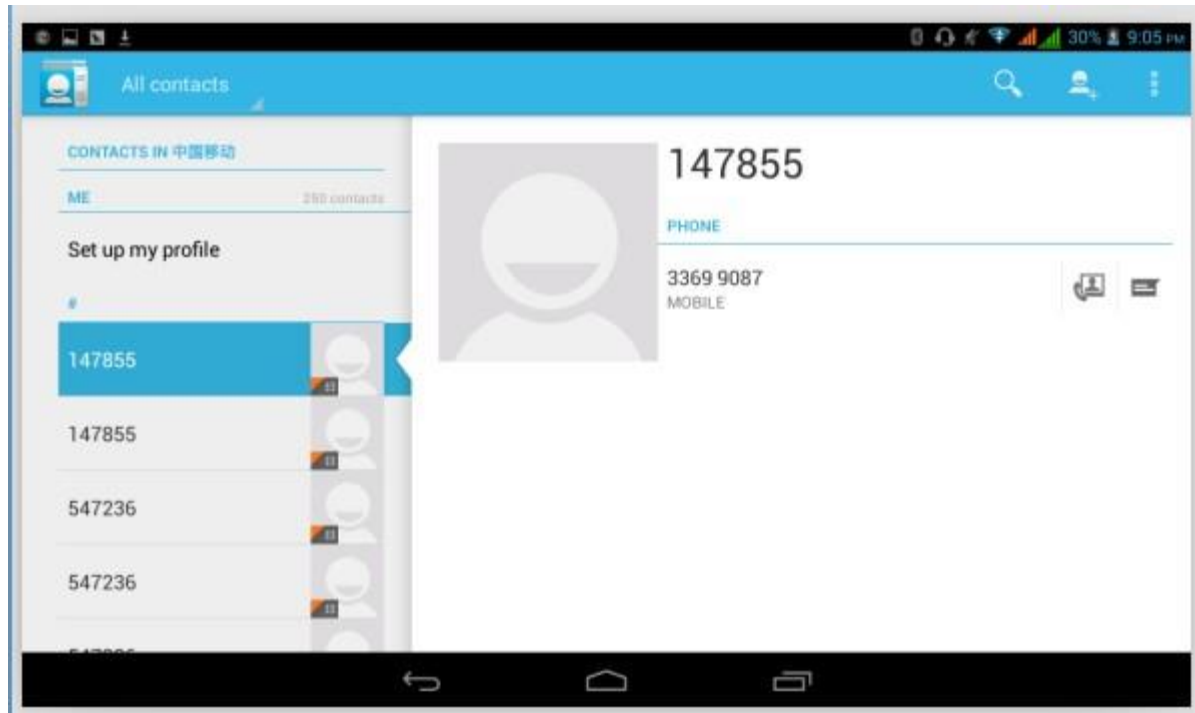 30% 9:05 PM
All contacts
CONTACTS IN 中国移动
ME
contacts
Set up my profile
#
147855
147855
547236
547236
147855
PHONE
3369 9087
MOBILE